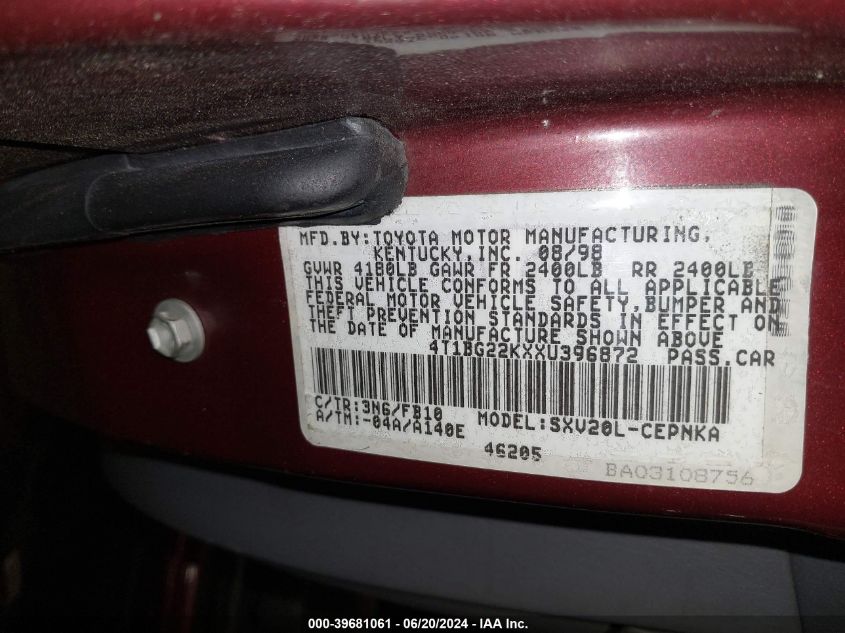 MFD.BY:TOYOTA MOTOR MANUFACTURING,
KENTUCKY,INC. 08/98
GVWR 4180LB GAWR FR 2400LB RR 2400LB
THIS VEHICLE CONFORMS TO ALL APPLICABLE
FEDERAL MOTOR VEHICLE SAFETY,BUMPER AND
THEFT PREVENTION STANDARDS IN EFFECT ON
THE DATE OF MANUFACTURE SHOWN ABOVE
4T1BG22KXXU396872 PASS.CAR
C/TR:3N6/FB10 MODEL:SXV20L-CEPNKA
A/TM:-04A/A140E
46205
BA03108756
000-39681061 / 06/20/2024 - IAA Inc.